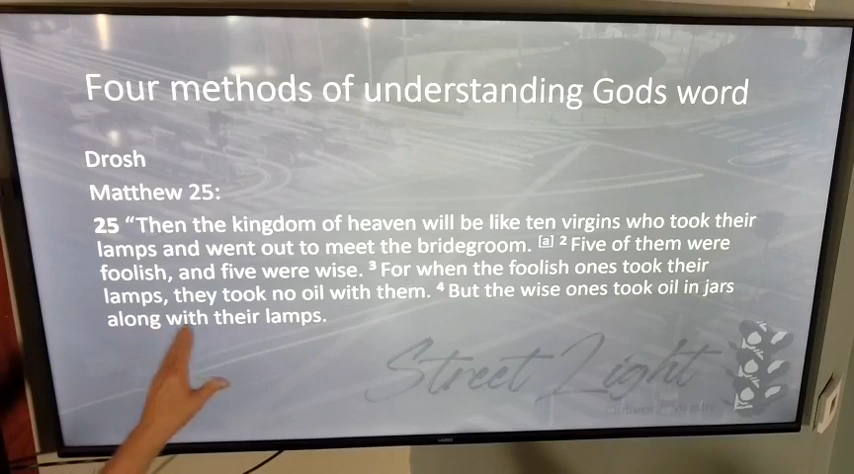 Four methods of understanding Gods word
Drosh
Matthew 25:
25 “Then the kingdom of heaven will be like ten virgins who took their
lamps and went out to meet the bridegroom. [a] 2 Five of them were
foolish, and five were wise. 3 For when the foolish ones took their
lamps, they took no oil with them. 4 But the wise ones took oil in jars
along with their lamps.
Street Light